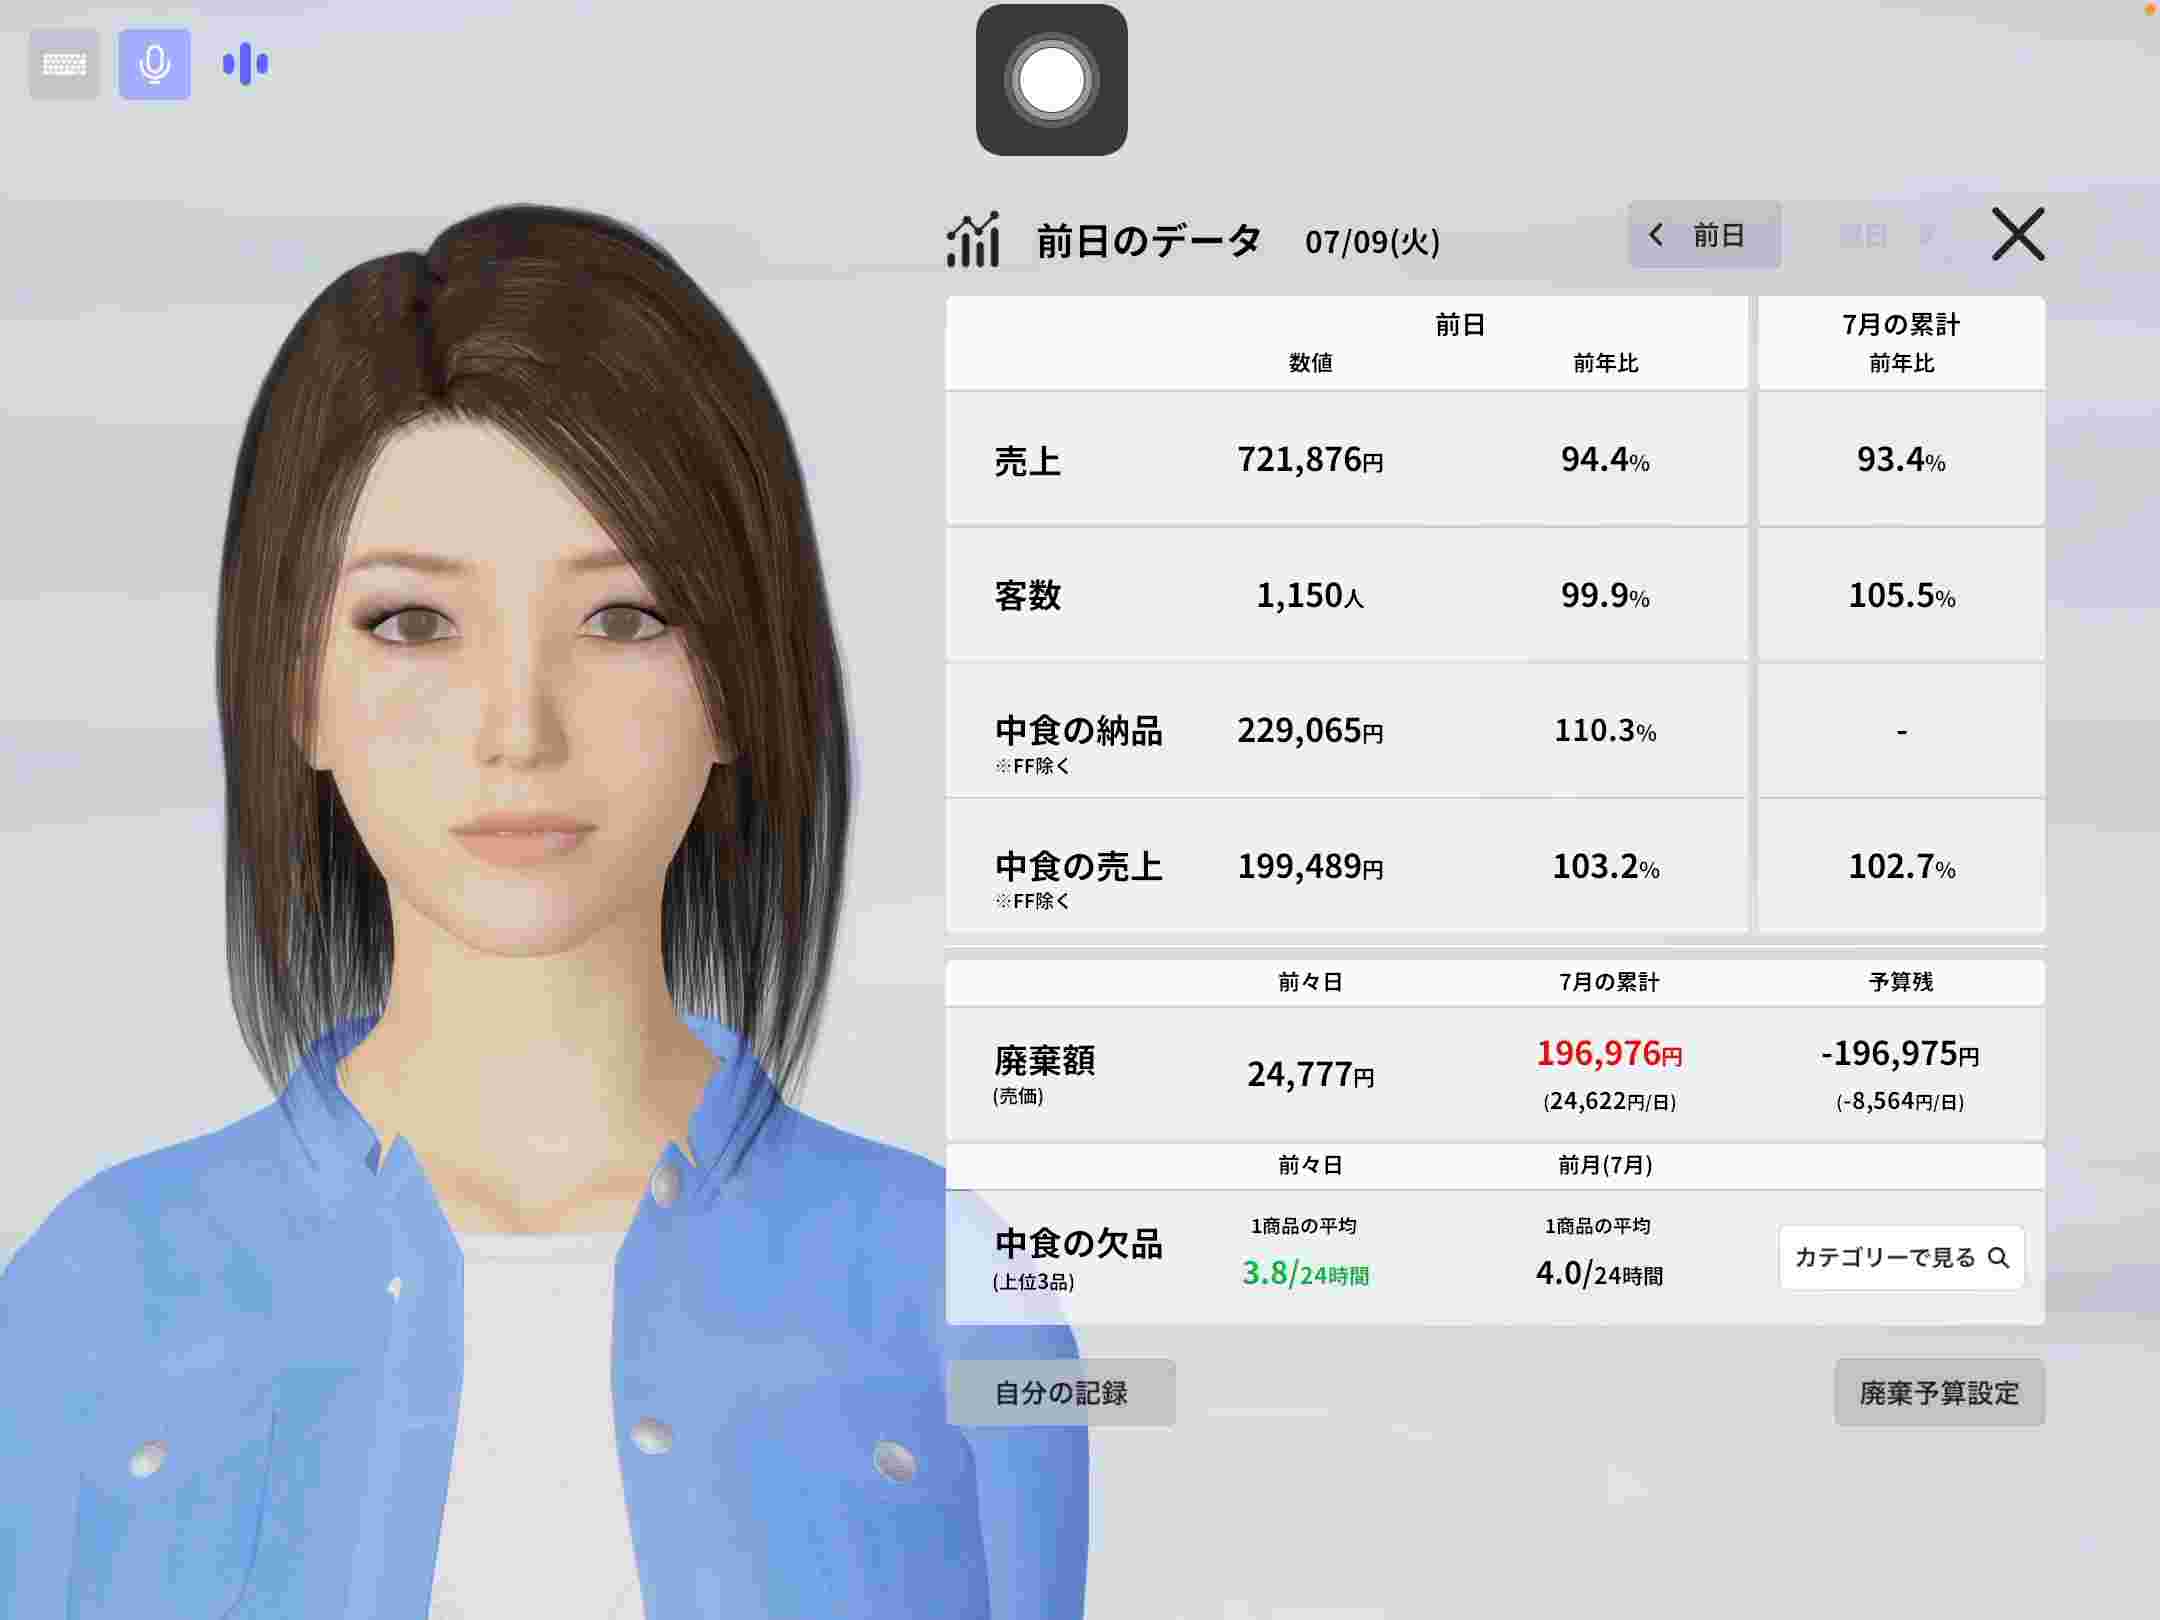 前日のデータ 07/09(火) 前日 翌日
前日 7月の累計
数値 前年比 前年比
売上 721,876円 94.4% 93.4%
客数 1,150人 99.9% 105.5%
中食の納品 229,065円 110.3% -
※FF除く
中食の売上 199,489円 103.2% 102.7%
※FF除く
前々日 7月の累計 予算残
廃棄額 24,777円 196,976円 -196,975円
(売価) (24,622円/日) (-8,564円/日)
前々日 前月(7月)
中食の欠品 1商品の平均 1商品の平均 カテゴリーで見る
(上位3品) 3.8/24時間 4.0/24時間
自分の記録 廃棄予算設定